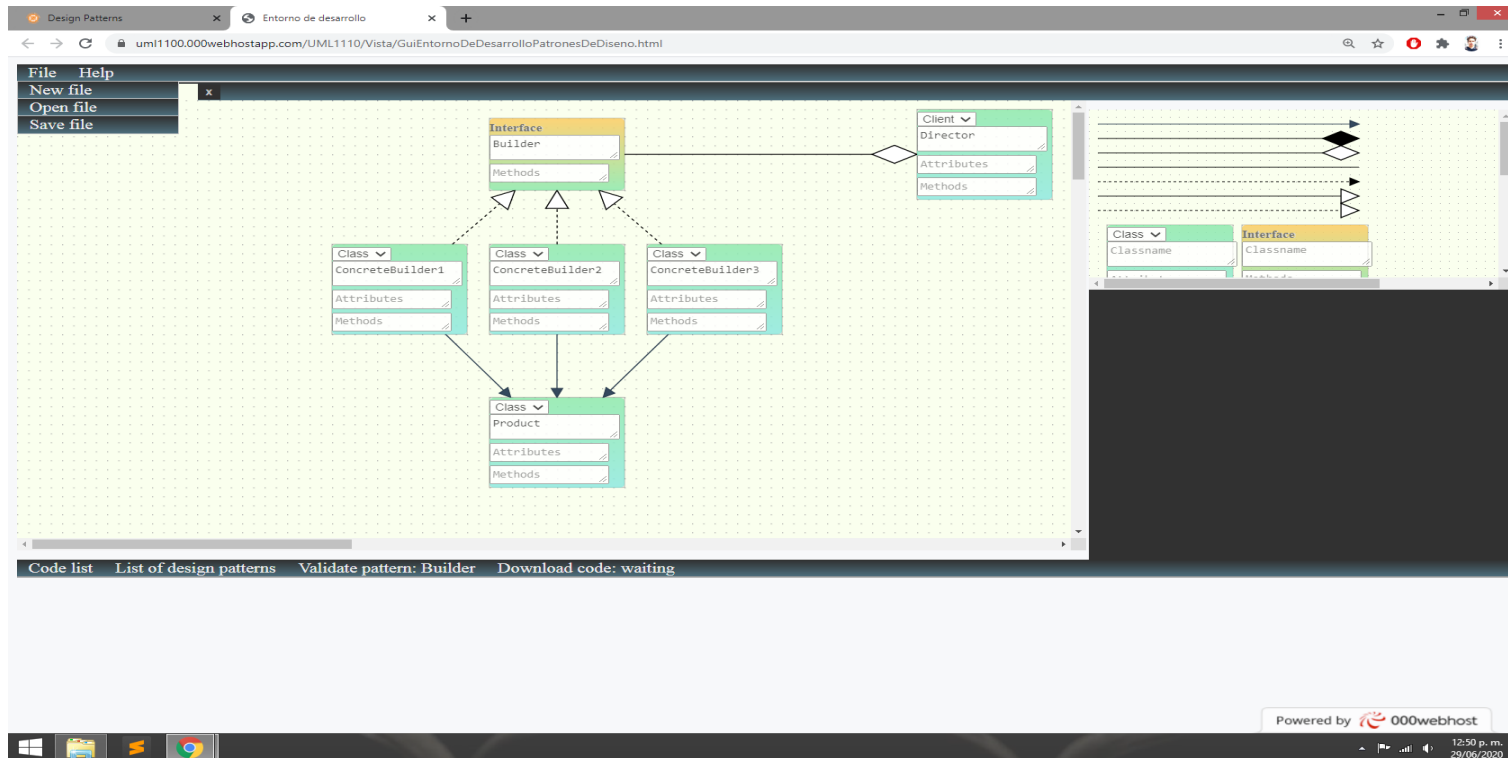 Design Patterns
Entorno de desarrollo
uml1100.000webhostapp.com/UML1110/Vista/GuiEntornoDeDesarrolloPatronesDeDiseno.html
File Help
New file
x
Open file
Save file
Interface
Builder
Methods
Client
Director
Attributes
Methods
Class
ConcreteBuilder1
Attributes
Methods
Class
ConcreteBuilder2
Attributes
Methods
Class
ConcreteBuilder3
Attributes
Methods
Class
Product
Attributes
Methods
Class
Classname
Interface
Classname
Code list List of design patterns Validate pattern: Builder Download code: waiting
Powered by 000webhost
12:50 p. m.
29/06/2020